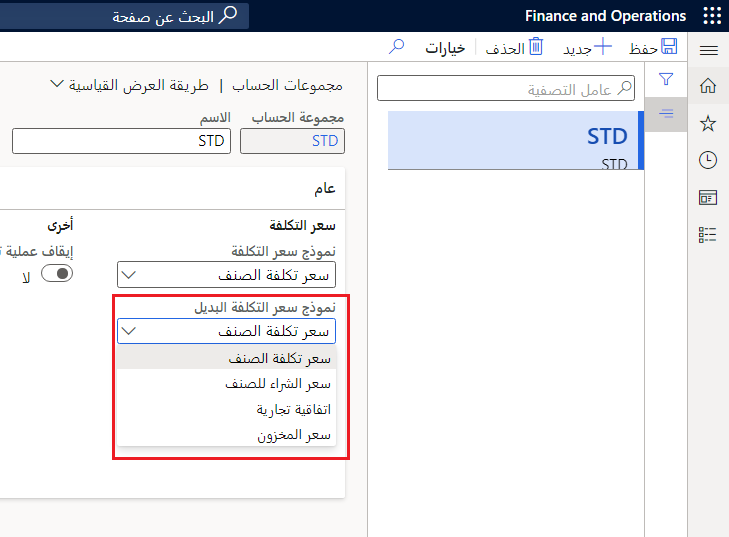 Finance and Operations
البحث عن صفحة
حفظ
جديد
الحذف
خيارات
عامل التصفية
STD
STD
مجموعات الحساب | طريقة العرض القياسية
مجموعة الحساب
STD
الاسم
STD
عام
سعر التكلفة
نموذج سعر التكلفة
سعر تكلفة الصنف
نموذج سعر التكلفة البديل
سعر تكلفة الصنف
سعر تكلفة الصنف
سعر الشراء للصنف
اتفاقية تجارية
سعر المخزون
أخرى
إيقاف عملية
لا